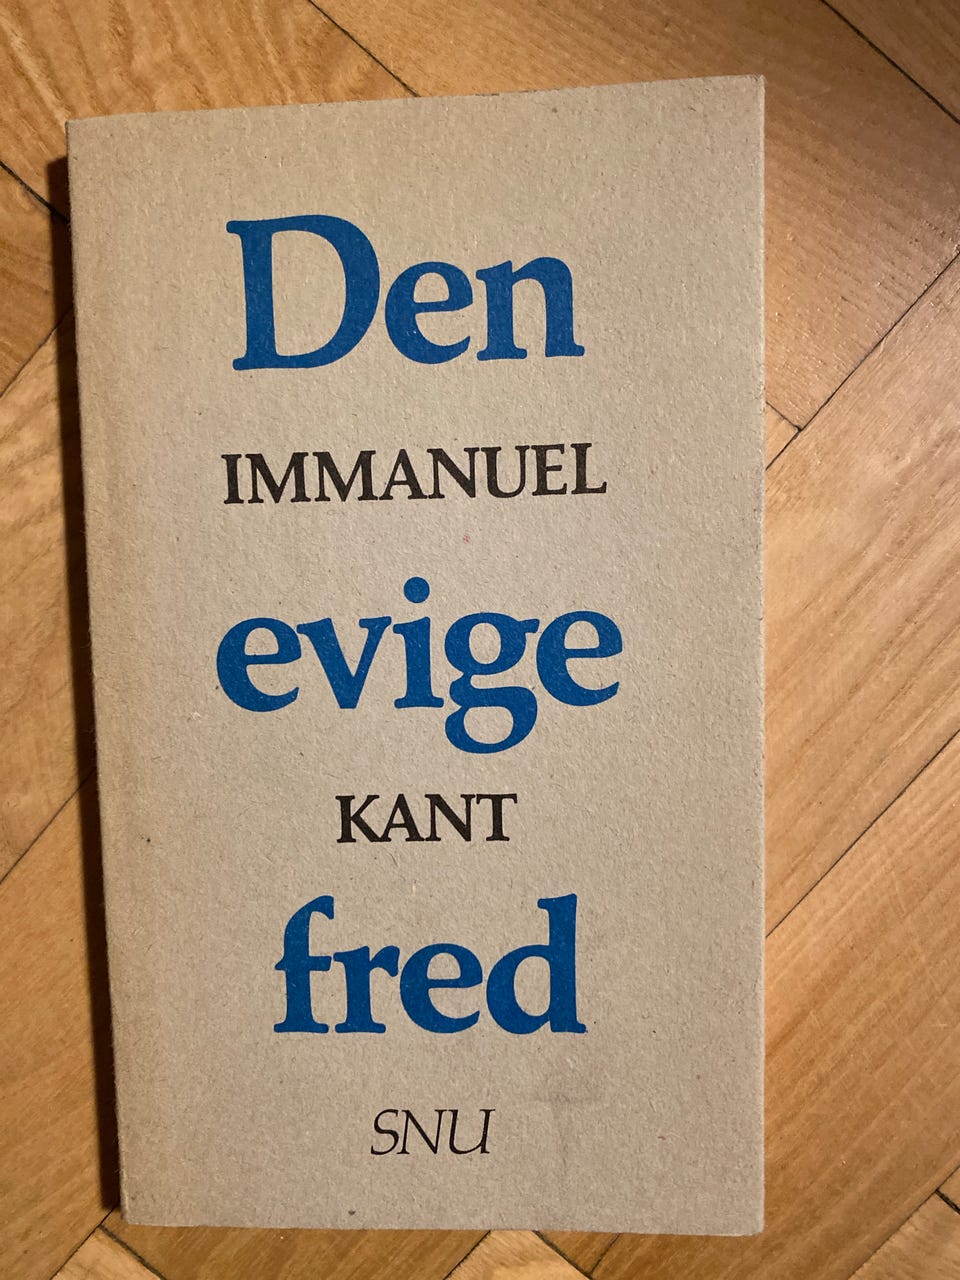 Den
IMMANUEL
evige
KANT
fred
SNU